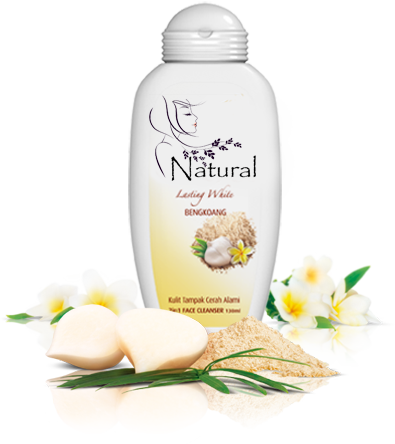 Natural
Lasting White
BENGKOANG
Kulit Tampak Cerah Alami
2in1 FACE CLEANSER 130ml